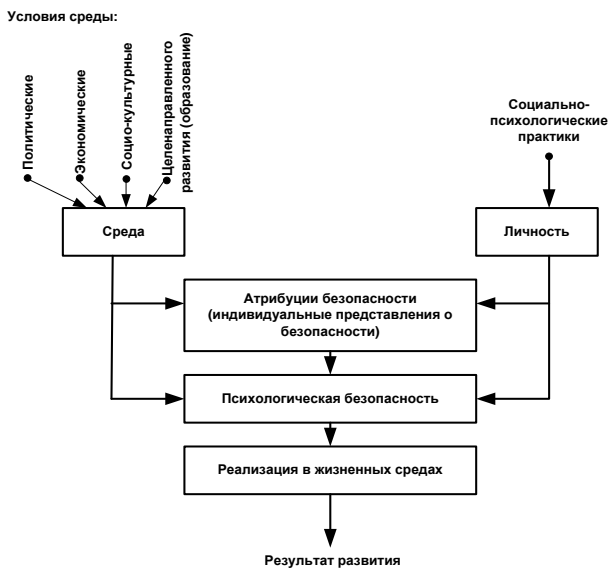 Условия среды:
Политические
Экономические
Социо-культурные
Целенаправленного
развития (образование)
Социально-
психологические
практики
Среда
Личность
Атрибуции безопасности
(индивидуальные представления о
безопасности)
Психологическая безопасность
Реализация в жизненных средах
Результат развития